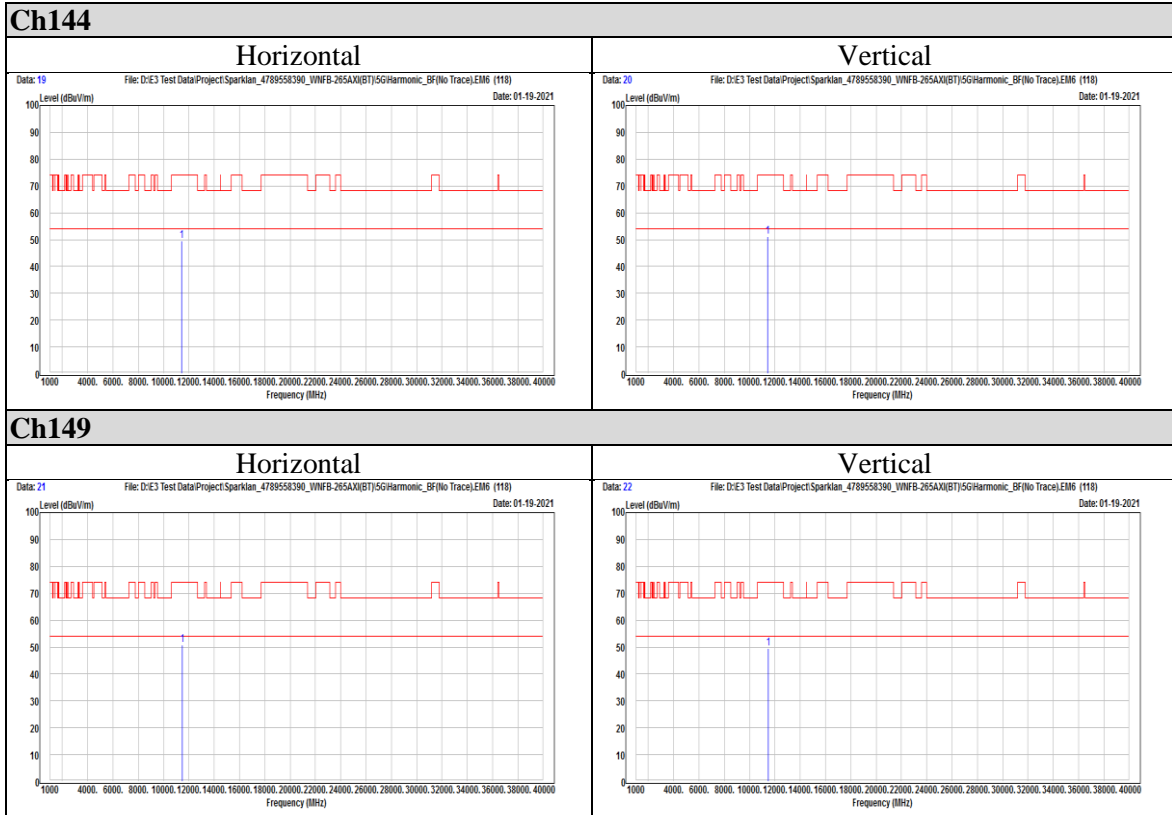 Ch144
Horizontal
Vertical
Data: 19 File: D:\E3 Test Data\Project\Sparklan_4789558390_WNFB-265AXI(BT)\5G\Harmonic_BF(No Trace).EM6 (118)
Level (dBuV/m)
Date: 01-19-2021
100
90
80
70
60
50
40
30
20
10
0
1
1000 4000. 6000. 8000. 10000. 12000. 14000. 16000. 18000. 20000. 22000. 24000. 26000. 28000. 30000. 32000. 34000. 36000. 38000. 40000
Frequency (MHz)
Data: 20 File: D:\E3 Test Data\Project\Sparklan_4789558390_WNFB-265AXI(BT)\5G\Harmonic_BF(No Trace).EM6 (118)
Level (dBuV/m)
Date: 01-19-2021
100
90
80
70
60
50
40
30
20
10
0
1
1000 4000. 6000. 8000. 10000. 12000. 14000. 16000. 18000. 20000. 22000. 24000. 26000. 28000. 30000. 32000. 34000. 36000. 38000. 40000
Frequency (MHz)
Ch149
Horizontal
Vertical
Data: 21 File: D:\E3 Test Data\Project\Sparklan_4789558390_WNFB-265AXI(BT)\5G\Harmonic_BF(No Trace).EM6 (118)
Level (dBuV/m)
Date: 01-19-2021
100
90
80
70
60
50
40
30
20
10
0
1
1000 4000. 6000. 8000. 10000. 12000. 14000. 16000. 18000. 20000. 22000. 24000. 26000. 28000. 30000. 32000. 34000. 36000. 38000. 40000
Frequency (MHz)
Data: 22 File: D:\E3 Test Data\Project\Sparklan_4789558390_WNFB-265AXI(BT)\5G\Harmonic_BF(No Trace).EM6 (118)
Level (dBuV/m)
Date: 01-19-2021
100
90
80
70
60
50
40
30
20
10
0
1
1000 4000. 6000. 8000. 10000. 12000. 14000. 16000. 18000. 20000. 22000. 24000. 26000. 28000. 30000. 32000. 34000. 36000. 38000. 40000
Frequency (MHz)